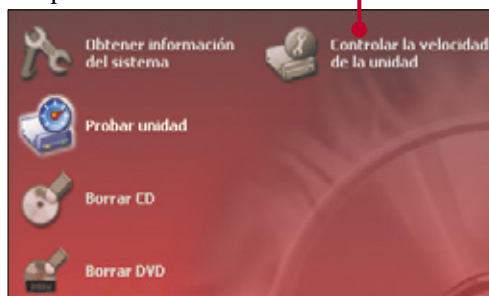 Obtener información
del sistema
Controlar la velocidad
de la unidad
Probar unidad
Borrar CD
Borrar DVD